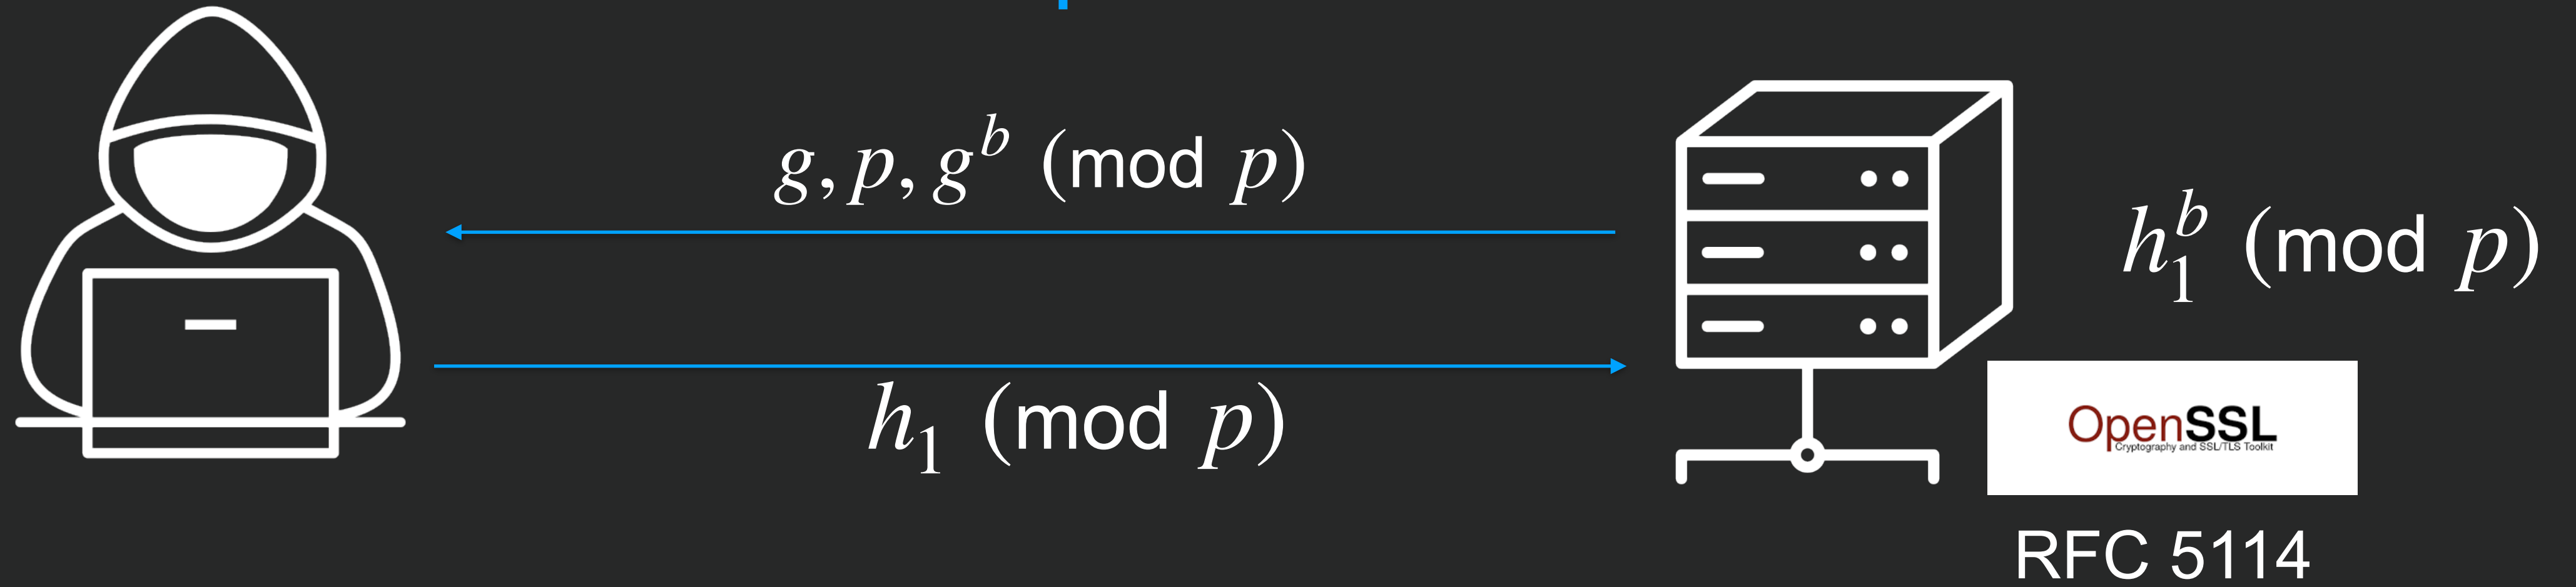 g, p, g^b (mod p)
h_1^b (mod p)
h_1 (mod p)
OpenSSL
Cryptography and SSL/TLS Toolkit
RFC 5114